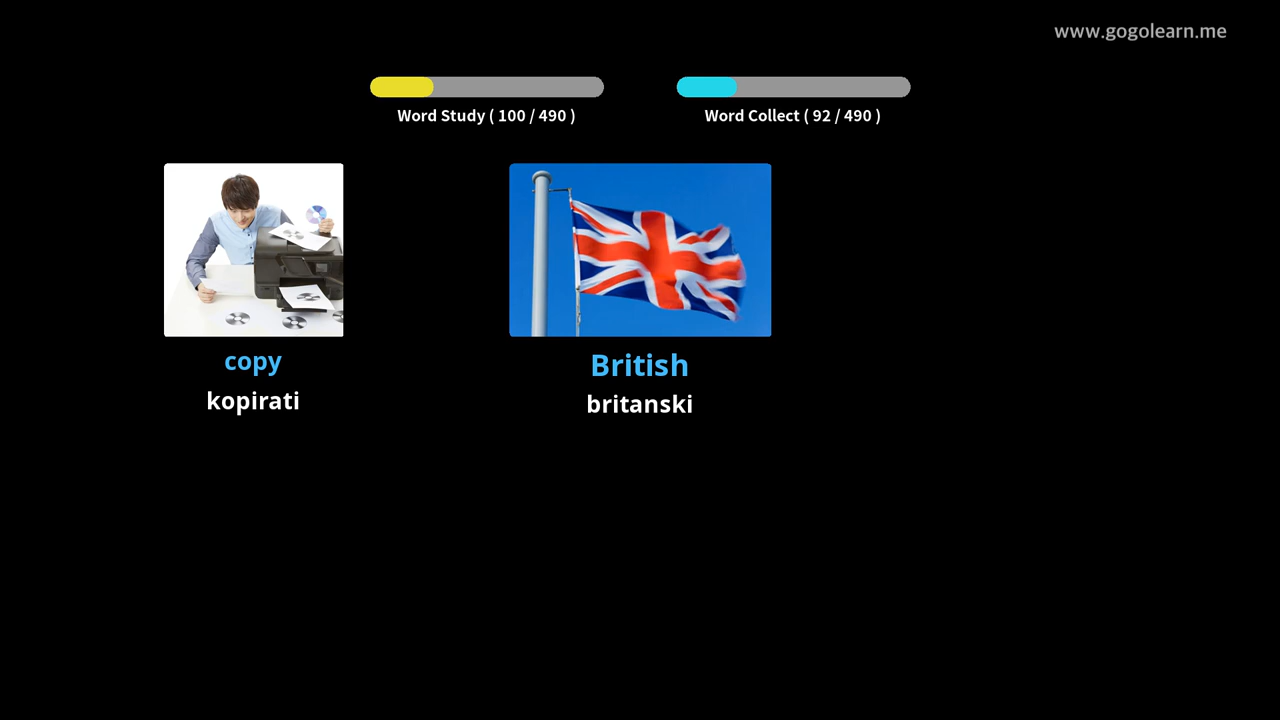 www.gogolearn.me
Word Study ( 100 / 490 )
Word Collect ( 92 / 490 )
copy
kopirati
British
britanski